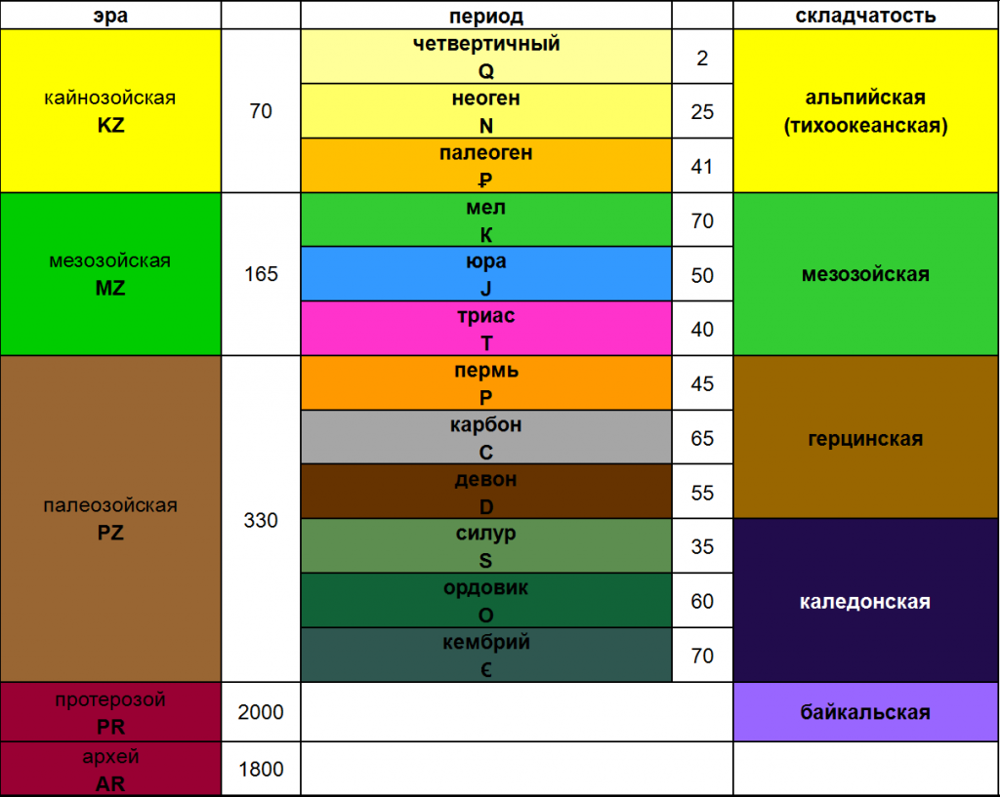 эра период складчатость
кайнозойская
KZ
70
четвертичный
Q
2
неоген
N
25
палеоген
₽
41
альпийская
(тихоокеанская)
мезозойская
MZ
165
мел
К
70
юра
J
50
триас
Т
40
мезозойская
палеозойская
PZ
330
пермь
Р
45
карбон
С
65
девон
D
55
герцинская
силур
S
35
ордовик
О
60
кембрий
Є
70
каледонская
протерозой
PR
2000
байкальская
архей
AR
1800